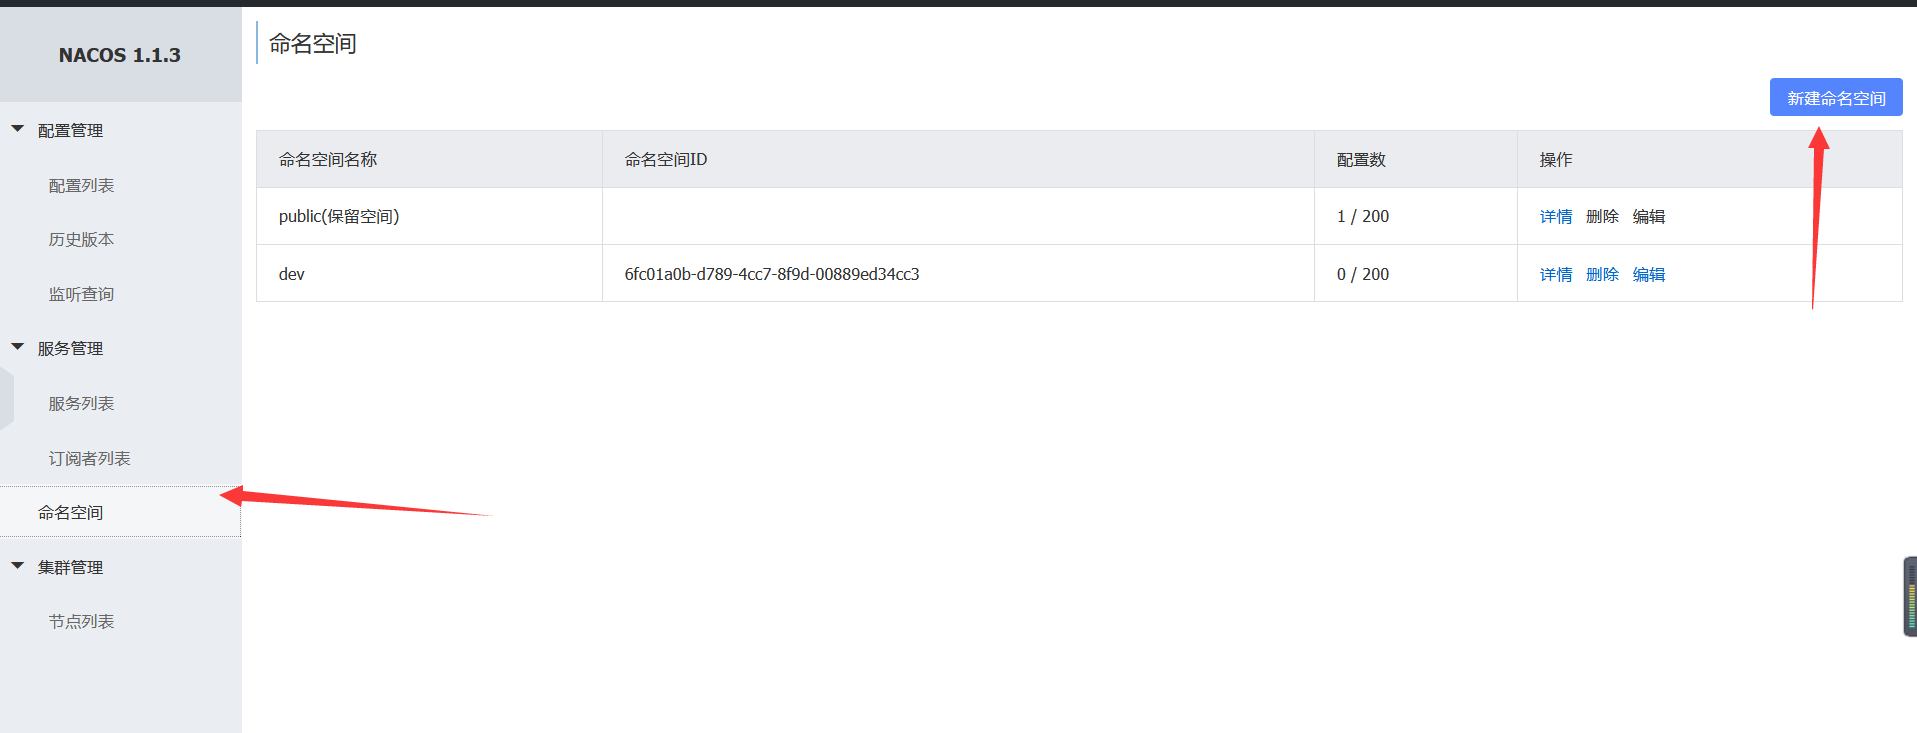 NACOS 1.1.3
配置管理
配置列表
历史版本
监听查询
服务管理
服务列表
订阅者列表
命名空间
集群管理
节点列表
命名空间
新建命名空间
命名空间名称 命名空间ID 配置数 操作
public(保留空间) 1 / 200 详情 删除 编辑
dev 6fc01a0b-d789-4cc7-8f9d-00889ed34cc3 0 / 200 详情 删除 编辑